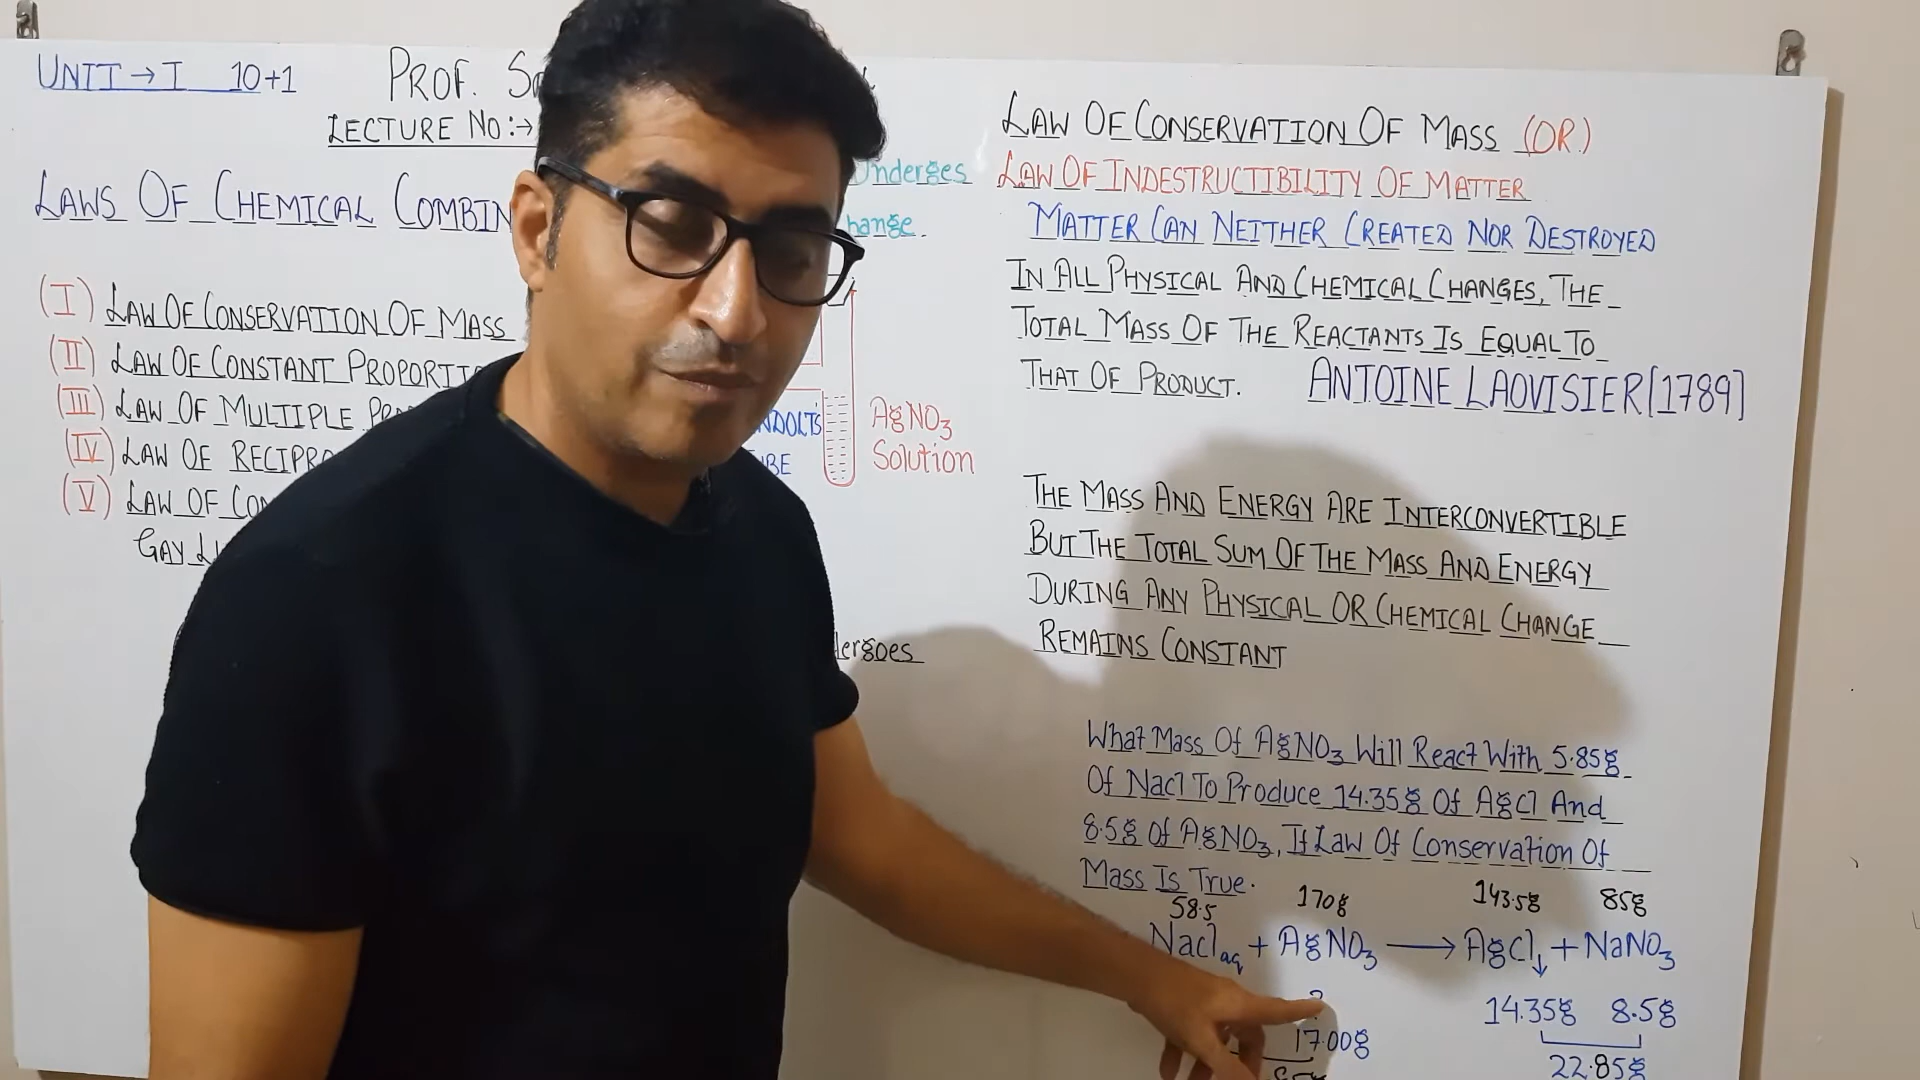 UNIT → I 10+1
PROF.
LECTURE NO:→
LAWS OF CHEMICAL
(I) LAW OF CONSERVATION OF MASS
(II) LAW OF CONSTANT
(III) LAW OF MULTIPLE
(IV) LAW OF
(V) LAW OF
GAY
Underges
hange.
AgNO3
Solution
dergoes
LAW OF CONSERVATION OF MASS (OR)
LAW OF INDESTRUCTIBILITY OF MATTER
MATTER CAN NEITHER CREATED NOR DESTROYED
IN ALL PHYSICAL AND CHEMICAL CHANGES, THE
TOTAL MASS OF THE REACTANTS IS EQUAL TO
THAT OF PRODUCT. ANTOINE LAOVISIER [1789]
THE MASS AND ENERGY ARE INTERCONVERTIBLE
BUT THE TOTAL SUM OF THE MASS AND ENERGY
DURING ANY PHYSICAL OR CHEMICAL CHANGE
REMAINS CONSTANT
What Mass Of AgNO3 Will React With 5.85g
Of Nacl To Produce 14.35g Of AgCl And
8.5g Of AgNO3, If Law Of Conservation Of
Mass Is True.
58.5 170g 143.5g 85g
Nacl aq + AgNO3 → AgCl↓ + NaNO3
14.35g 8.5g
17.00g
22.85g